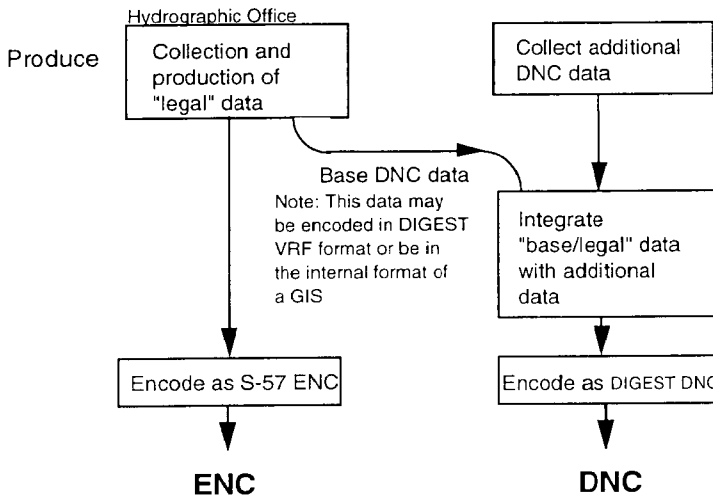 Hydrographic Office
Produce
Collection and
production of
"legal" data
Collect additional
DNC data
Base DNC data
Note: This data may
be encoded in DIGEST
VRF format or be in
the internal format of
a GIS
Integrate
"base/legal" data
with additional
data
Encode as S-57 ENC
Encode as DIGEST DNC
ENC
DNC